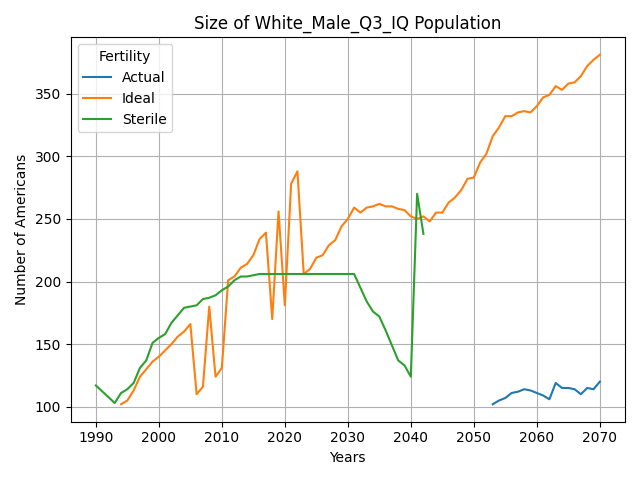 Size of White_Male_Q3_IQ Population
Fertility
Actual
Ideal
Sterile
Number of Americans
350
300
250
200
150
100
1990 2000 2010 2020 2030 2040 2050 2060 2070
Years